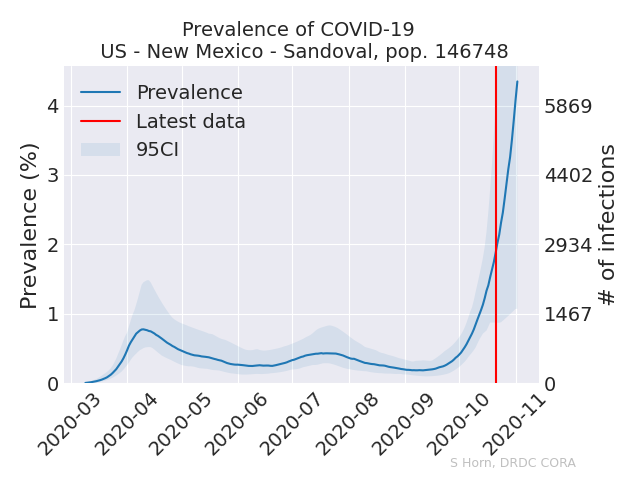 Prevalence of COVID-19
US - New Mexico - Sandoval, pop. 146748
Prevalence
Latest data
95CI
Prevalence (%)
4
3
2
1
0
5869
4402
2934
1467
0
# of infections
2020-03
2020-04
2020-05
2020-06
2020-07
2020-08
2020-09
2020-10
2020-11
S Horn, DRDC CORA